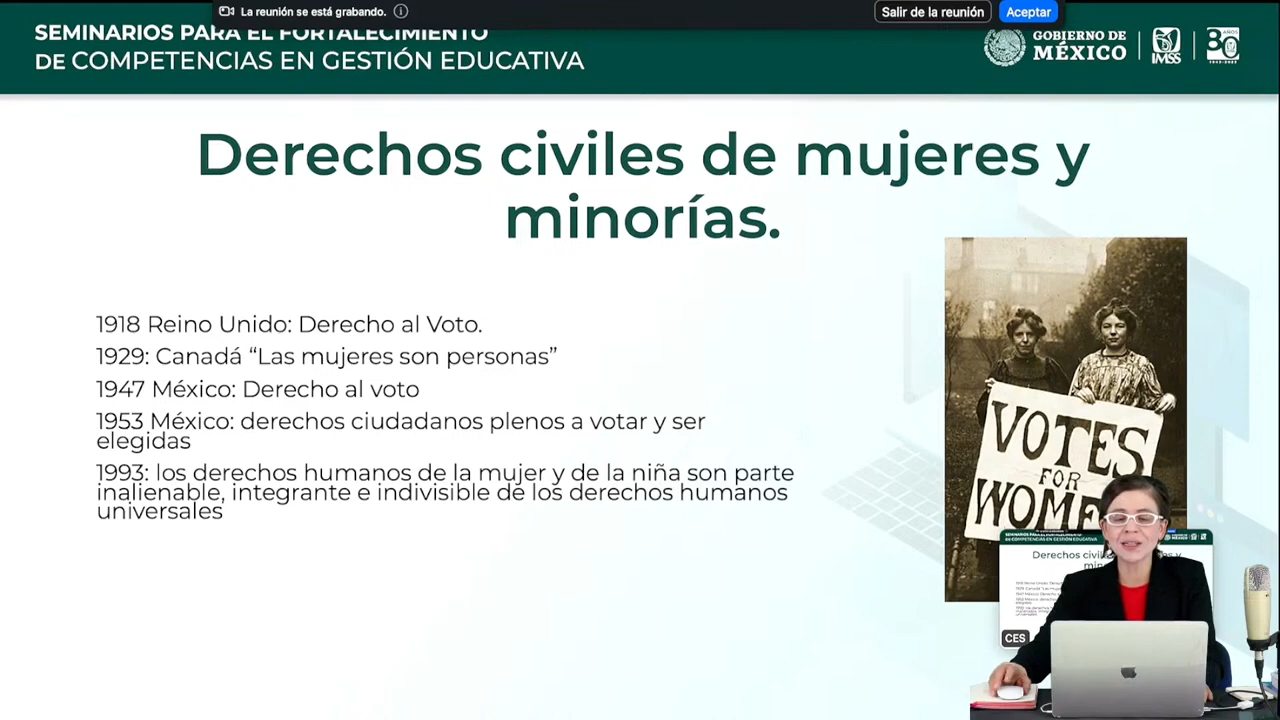 La reunión se está grabando.
Salir de la reunión
Aceptar
SEMINARIOS PARA EL FORTALECIMIENTO
DE COMPETENCIAS EN GESTIÓN EDUCATIVA
GOBIERNO DE
MÉXICO
IMSS
Derechos civiles de mujeres y
minorías.
1918 Reino Unido: Derecho al Voto.
1929: Canadá “Las mujeres son personas”
1947 México: Derecho al voto
1953 México: derechos ciudadanos plenos a votar y ser
elegidas
1993: los derechos humanos de la mujer y de la niña son parte
inalienable, integrante e indivisible de los derechos humanos
universales
VOTES
FOR
WOME
CES